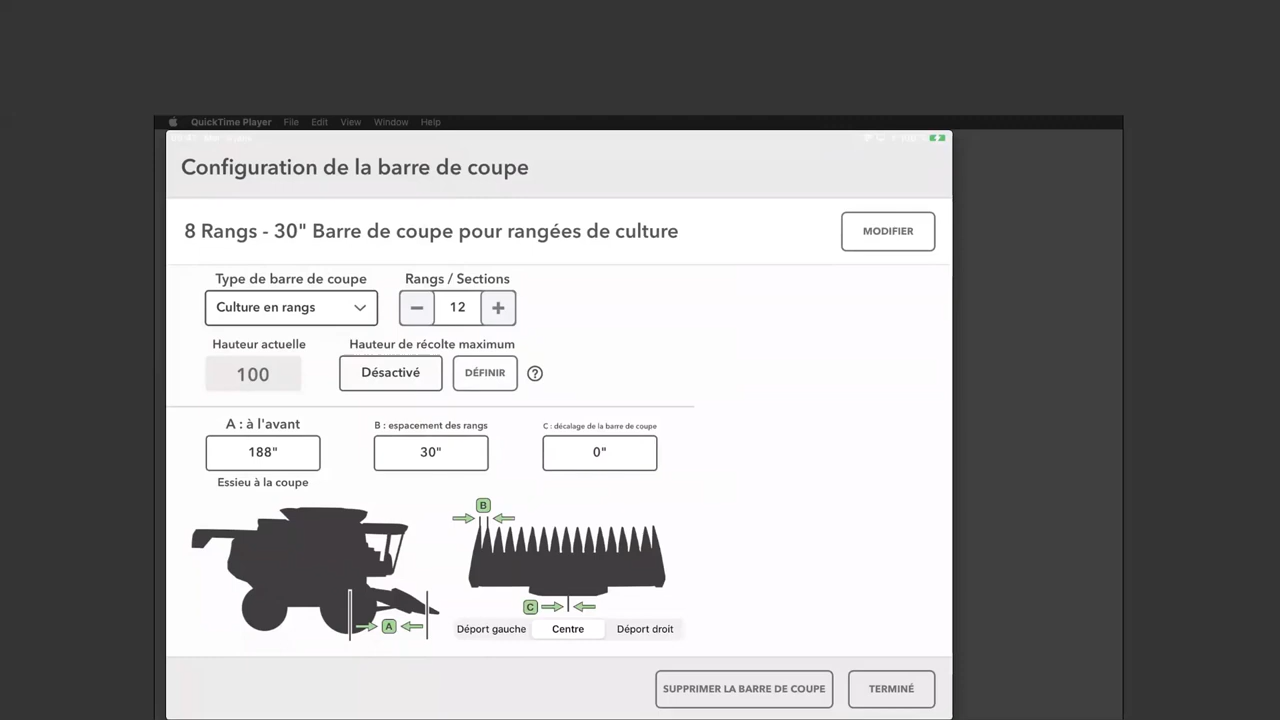 QuickTime Player File Edit View Window Help
Configuration de la barre de coupe
8 Rangs - 30" Barre de coupe pour rangées de culture
MODIFIER
Type de barre de coupe
Rangs / Sections
Culture en rangs
− 12 +
Hauteur actuelle
Hauteur de récolte maximum
100
Désactivé
DÉFINIR
?
A : à l'avant
B : espacement des rangs
C : décalage de la barre de coupe
188"
30"
0"
Essieu à la coupe
B
C
A
Déport gauche
Centre
Déport droit
SUPPRIMER LA BARRE DE COUPE
TERMINÉ